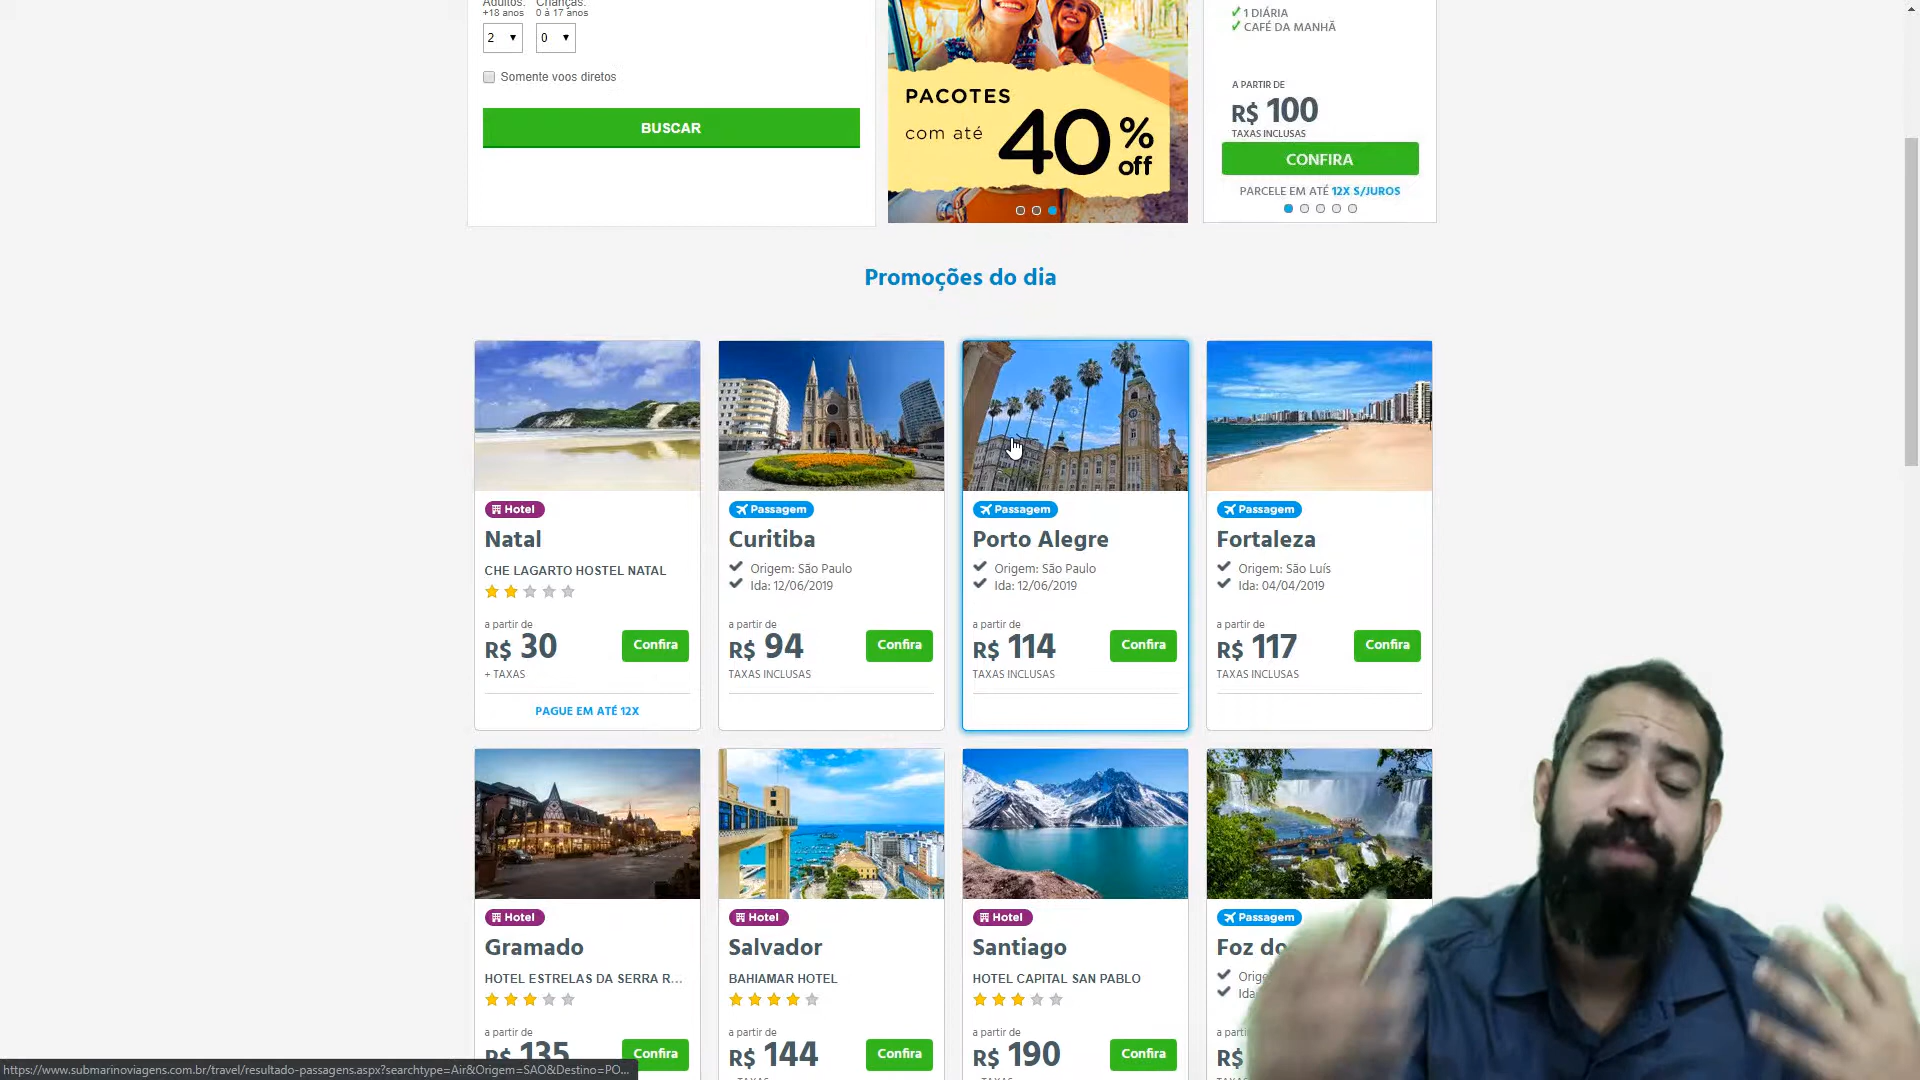 Adultos: Crianças:
+18 anos 0 à 17 anos
2 0
Somente voos diretos
BUSCAR
PACOTES
com até 40% off
1 DIÁRIA
CAFÉ DA MANHÃ
A PARTIR DE
R$ 100
TAXAS INCLUSAS
CONFIRA
PARCELE EM ATÉ 12X S/JUROS
Promoções do dia
Hotel
Natal
CHE LAGARTO HOSTEL NATAL
a partir de
R$ 30
Confira
+ TAXAS
PAGUE EM ATÉ 12X
Passagem
Curitiba
Origem: São Paulo
Ida: 12/06/2019
a partir de
R$ 94
Confira
TAXAS INCLUSAS
Passagem
Porto Alegre
Origem: São Paulo
Ida: 12/06/2019
a partir de
R$ 114
Confira
TAXAS INCLUSAS
Passagem
Fortaleza
Origem: São Luís
Ida: 04/04/2019
a partir de
R$ 117
Confira
TAXAS INCLUSAS
Hotel
Gramado
HOTEL ESTRELAS DA SERRA R...
a partir de
R$ 135
Confira
Hotel
Salvador
BAHIAMAR HOTEL
a partir de
R$ 144
Confira
Hotel
Santiago
HOTEL CAPITAL SAN PABLO
a partir de
R$ 190
Confira
Passagem
Foz do
R$
https://www.submarinoviagens.com.br/travel/resultado-passagens.aspx?searchtype=Air&Origem=SAO&Destino=PO...